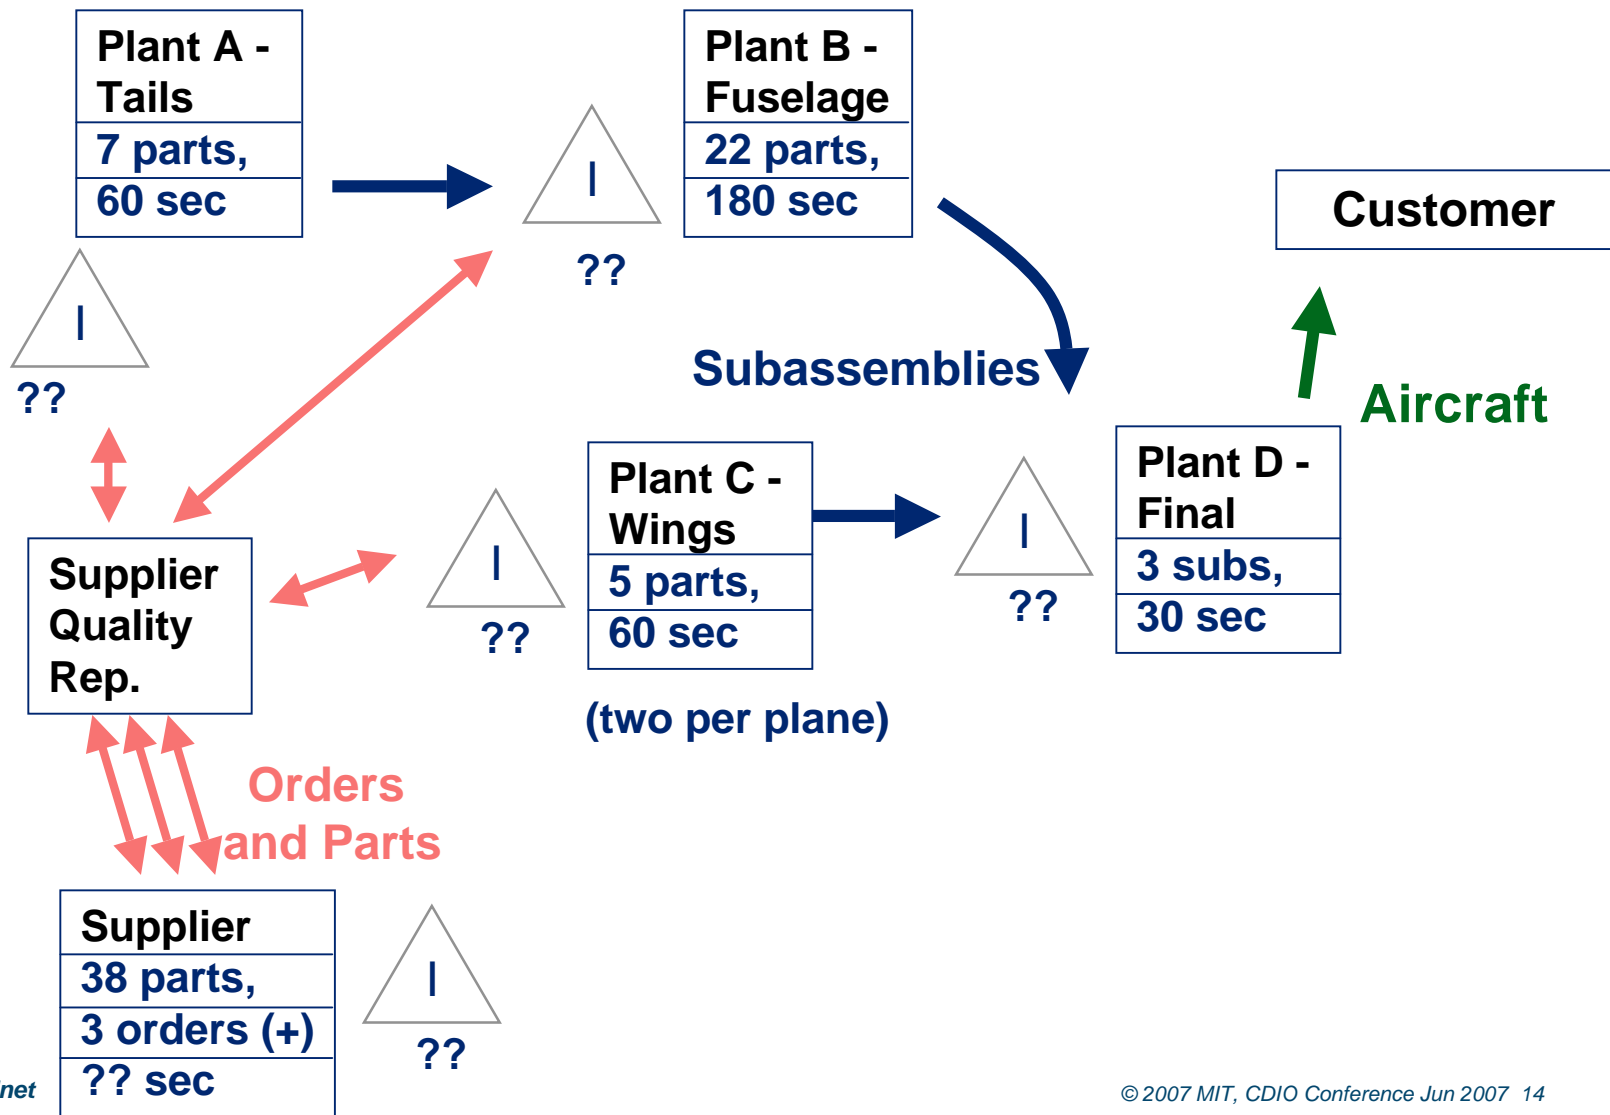 Plant A -
Tails
7 parts,
60 sec
I
??
I
??
Plant B -
Fuselage
22 parts,
180 sec
Customer
Subassemblies
Aircraft
Supplier
Quality
Rep.
I
??
Plant C -
Wings
5 parts,
60 sec
(two per plane)
I
??
Plant D -
Final
3 subs,
30 sec
Orders
and Parts
Supplier
38 parts,
3 orders (+)
?? sec
I
??
net
© 2007 MIT, CDIO Conference Jun 2007 14